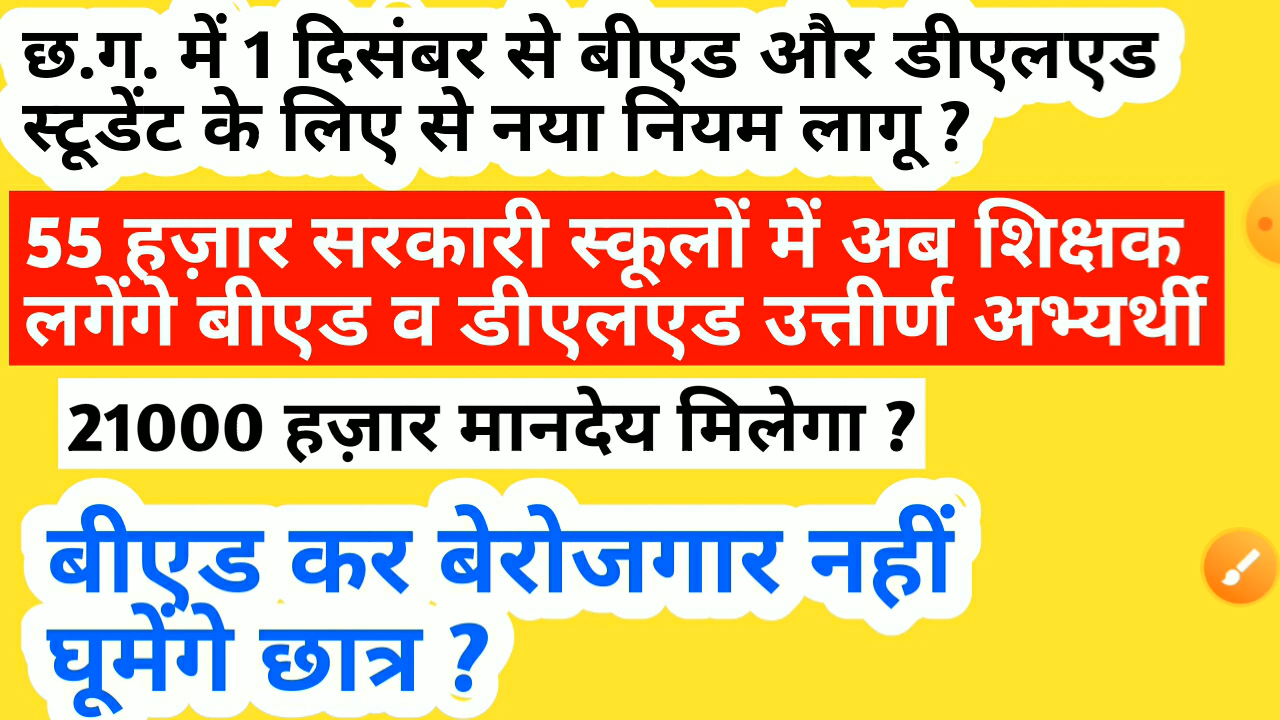 छ.ग. में 1 दिसंबर से बीएड और डीएलएड
स्टूडेंट के लिए से नया नियम लागू ?
55 हज़ार सरकारी स्कूलों में अब शिक्षक
लगेंगे बीएड व डीएलएड उत्तीर्ण अभ्यर्थी
21000 हज़ार मानदेय मिलेगा ?
बीएड कर बेरोजगार नहीं
घूमेंगे छात्र ?